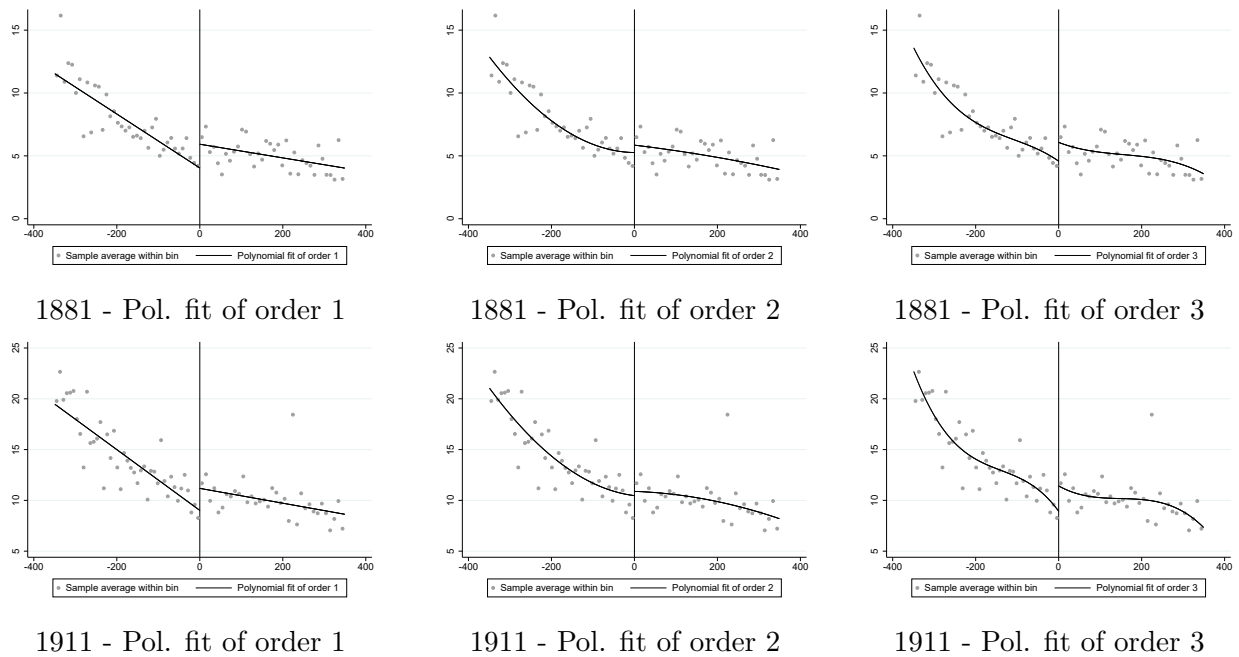 15
10
5
0
-400 -200 0 200 400
Sample average within bin Polynomial fit of order 1
1881 - Pol. fit of order 1
15
10
5
0
-400 -200 0 200 400
Sample average within bin Polynomial fit of order 2
1881 - Pol. fit of order 2
15
10
5
0
-400 -200 0 200 400
Sample average within bin Polynomial fit of order 3
1881 - Pol. fit of order 3
25
20
15
10
5
-400 -200 0 200 400
Sample average within bin Polynomial fit of order 1
1911 - Pol. fit of order 1
25
20
15
10
5
-400 -200 0 200 400
Sample average within bin Polynomial fit of order 2
1911 - Pol. fit of order 2
25
20
15
10
5
-400 -200 0 200 400
Sample average within bin Polynomial fit of order 3
1911 - Pol. fit of order 3